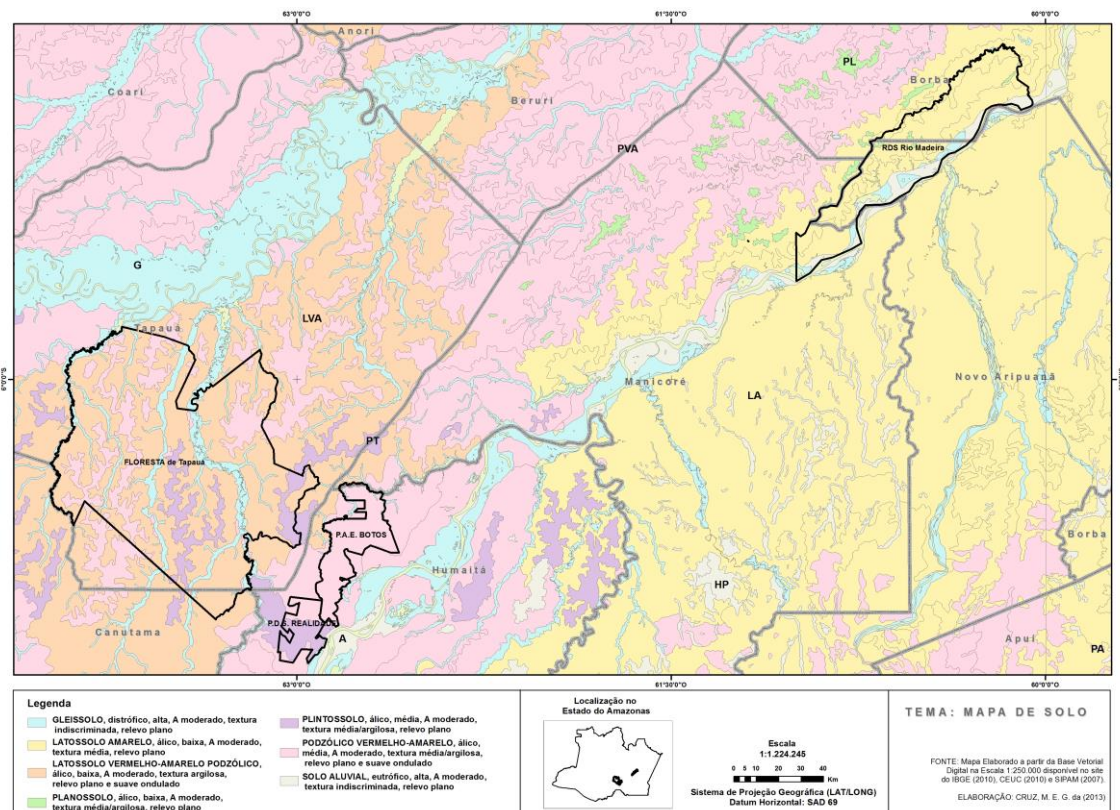 63°0'0"O
61°30'0"O
60°0'0"O
Anori
Coari
Beruri
PL
Borba
PVA
RDS Rio Madeira
G
LVA
Tapauá
6°0'0"S
Manicoré
LA
Novo Aripuanã
PT
FLORESTA de Tapauá
P.A.E. BOTOS
Borba
Humaitá
HP
P.D.S. REALIDADE
Canutama
A
Apuí
PA
63°0'0"O
61°30'0"O
60°0'0"O
Legenda
GLEISSOLO, distrófico, alta, A moderado, textura
indiscriminada, relevo plano
LATOSSOLO AMARELO, álico, baixa, A moderado,
textura média, relevo plano
LATOSSOLO VERMELHO-AMARELO PODZÓLICO,
álico, baixa, A moderado, textura argilosa,
relevo plano e suave ondulado
PLANOSSOLO, álico, baixa, A moderado,
textura média/argilosa, relevo plano
PLINTOSSOLO, álico, média, A moderado,
textura média/argilosa, relevo plano
PODZÓLICO VERMELHO-AMARELO, álico,
média, A moderado, textura média/argilosa,
relevo plano e suave ondulado
SOLO ALUVIAL, eutrófico, alta, A moderado,
textura indiscriminada, relevo plano
Localização no
Estado do Amazonas
Escala
1:1.224.245
0 5 10 20 30 40
Km
Sistema de Projeção Geográfica (LAT/LONG)
Datum Horizontal: SAD 69
TEMA: MAPA DE SOLO
FONTE: Mapa Elaborado a partir da Base Vetorial
Digital na Escala 1:250.000 disponível no site
do IBGE (2010), CEUC (2010) e SIPAM (2007).
ELABORAÇÃO: CRUZ, M. E. G. da (2013)